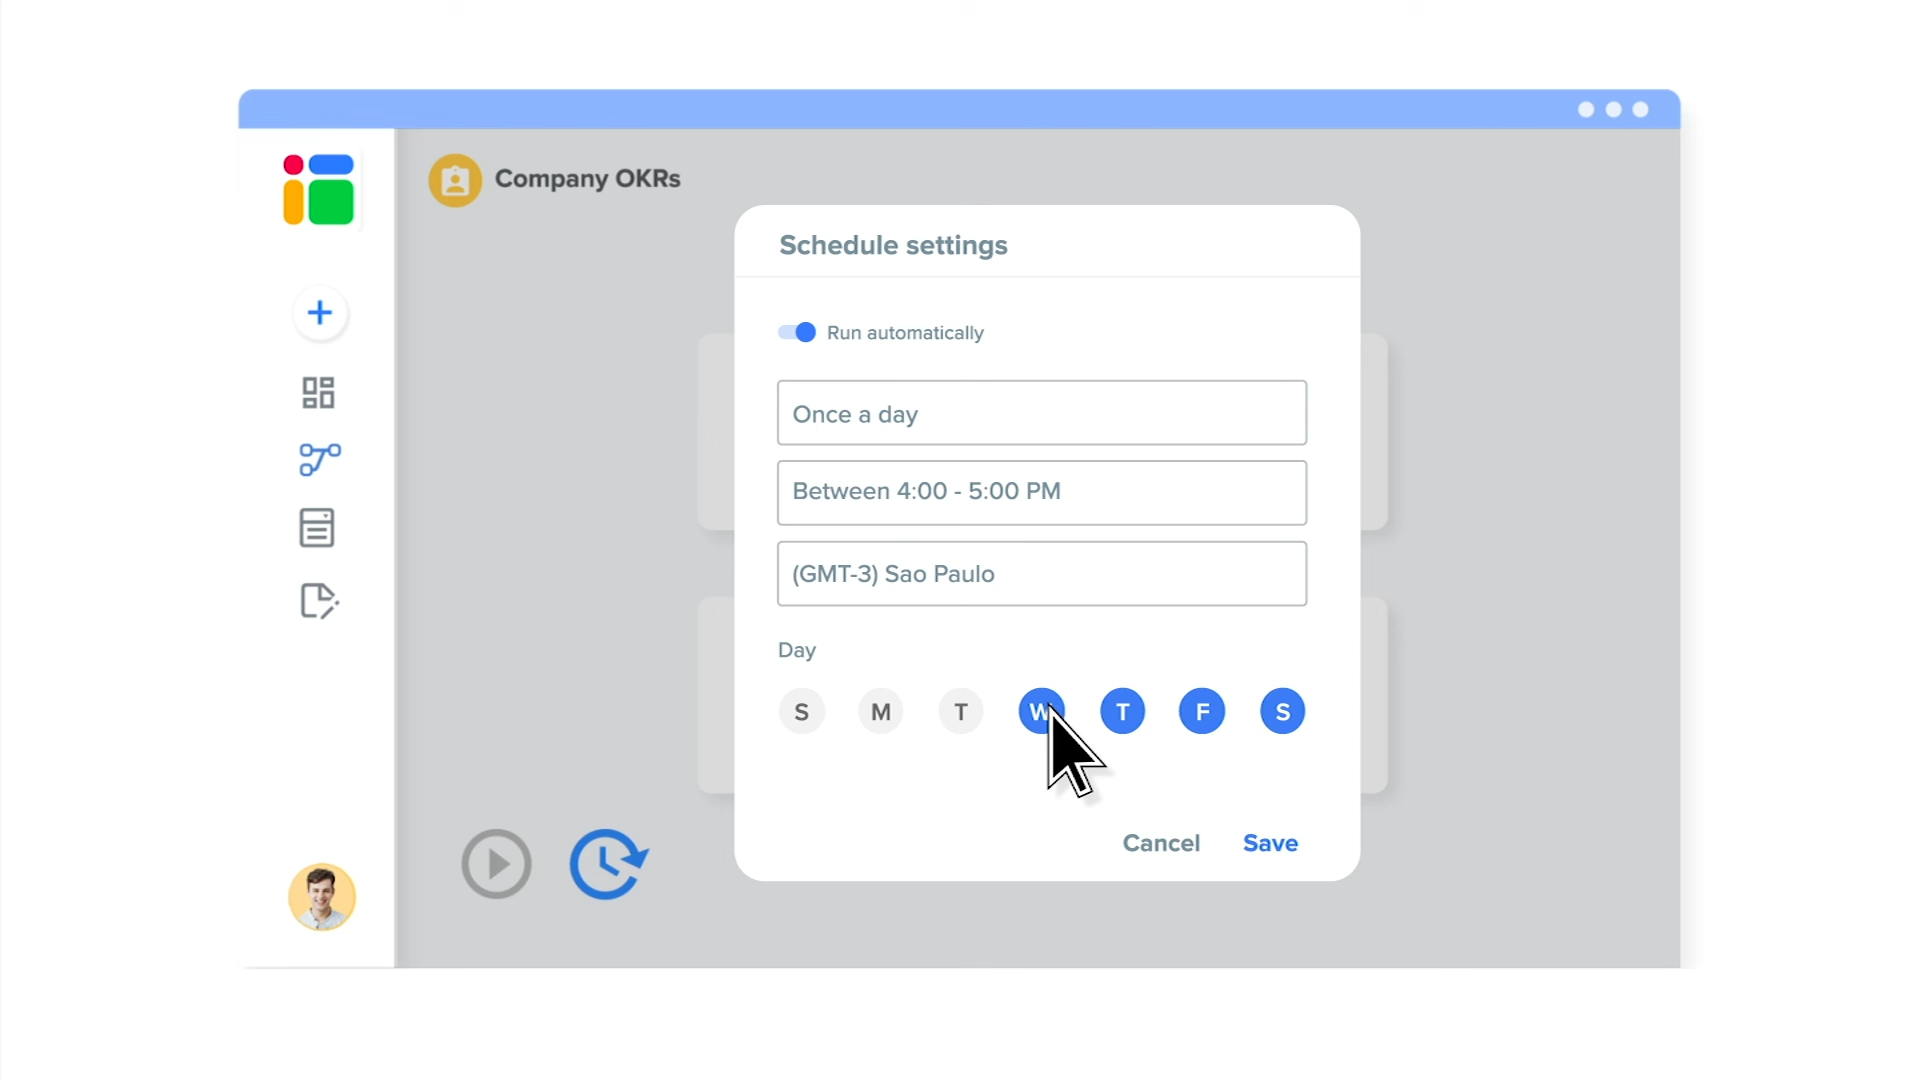 Company OKRs
Schedule settings
Run automatically
Once a day
Between 4:00 - 5:00 PM
(GMT-3) Sao Paulo
Day
S M T W T F S
Cancel Save